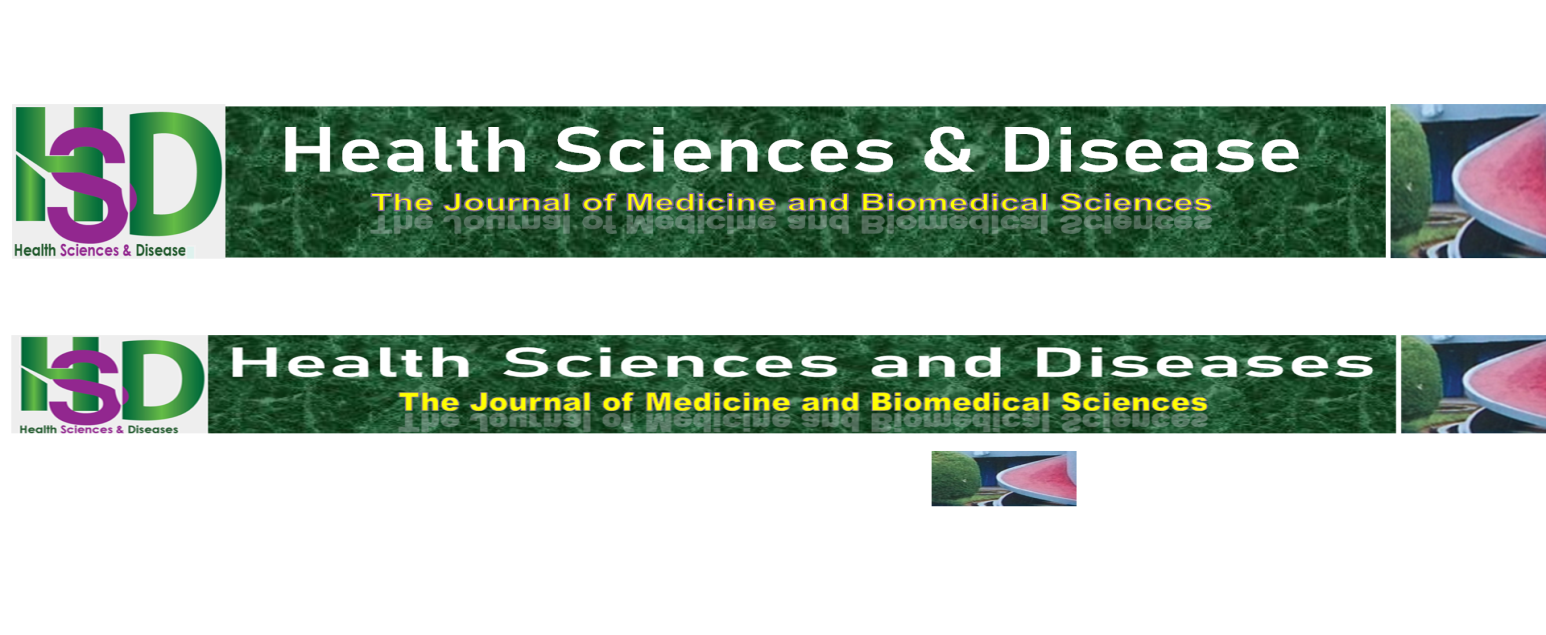 HSD
Health Sciences & Disease
Health Sciences & Disease
The Journal of Medicine and Biomedical Sciences
HSD
Health Sciences & Diseases
Health Sciences and Diseases
The Journal of Medicine and Biomedical Sciences